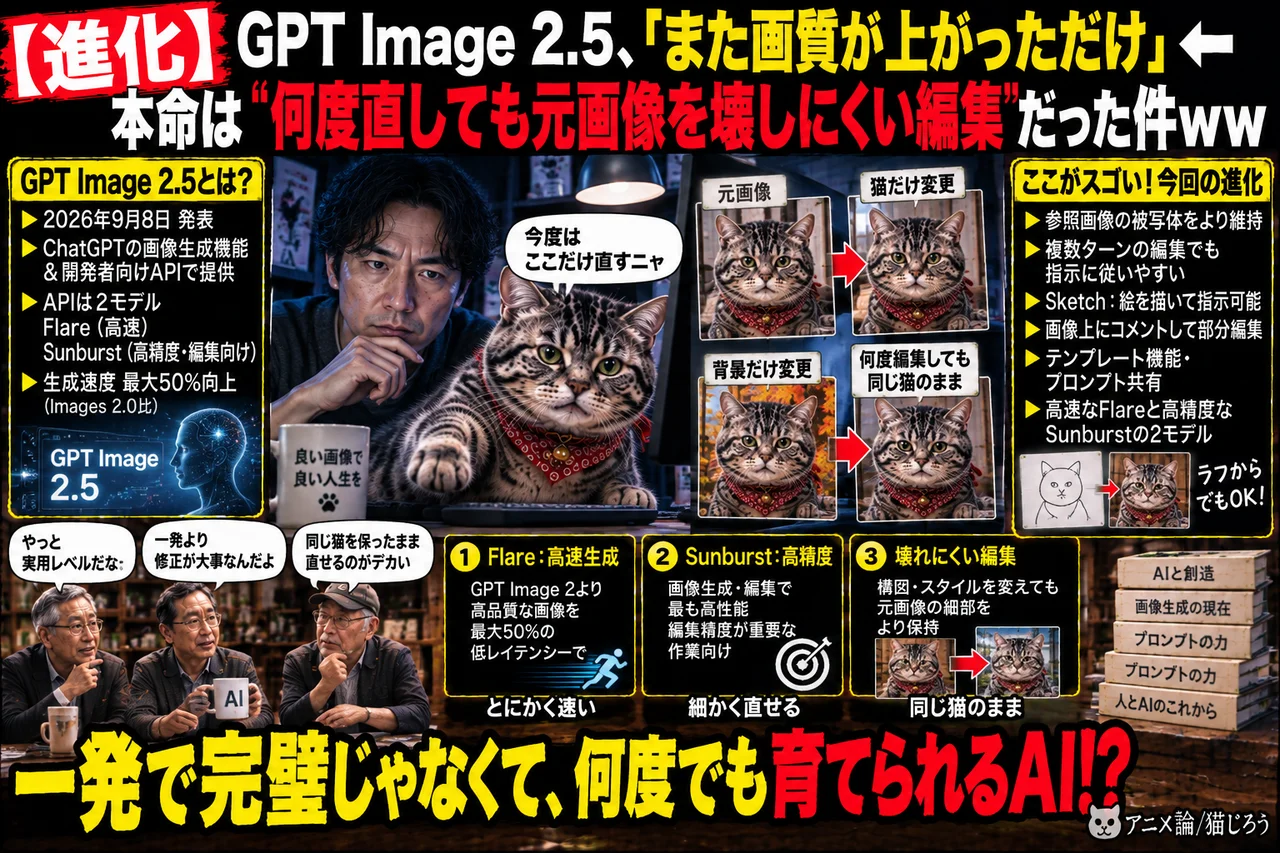 【進化】
GPT Image 2.5、「また画質が上がっただけ」←
本命は“何度直しても元画像を壊しにくい編集”だった件ww
GPT Image 2.5とは?
▶ 2026年9月8日 発表
▶ ChatGPTの画像生成機能
&開発者向けAPIで提供
▶ APIは2モデル
Flare(高速)
Sunburst(高精度・編集向け)
▶ 生成速度 最大50%向上
(Images 2.0比)
GPT Image
2.5
今度は
ここだけ直すニャ
良い画像で
良い人生を
元画像
猫だけ変更
背景だけ変更
何度編集しても
同じ猫のまま
ここがスゴい!今回の進化
▶ 参照画像の被写体をより維持
▶ 複数ターンの編集でも
指示に従いやすい
▶ Sketch:絵を描いて指示可能
▶ 画像上にコメントして部分編集
▶ テンプレート機能・
プロンプト共有
▶ 高速なFlareと高精度な
Sunburstの2モデル
ラフから
でもOK!
やっと
実用レベルだな
一発より
修正が大事なんだよ
同じ猫を保ったまま
直せるのがデカい
AI
1 Flare:高速生成
GPT Image 2より
高品質な画像を
最大50%の
低レイテンシーで
とにかく速い
2 Sunburst:高精度
画像生成・編集で
最も高性能
編集精度が重要な
作業向け
細かく直せる
3 壊れにくい編集
構図・スタイルを変えても
元画像の細部を
より保持
同じ猫のまま
AIと創造
画像生成の現在
プロンプトの力
プロンプトの力
人とAIのこれから
一発で完璧じゃなくて、何度でも育てられるAI!?
アニメ論/猫じろう